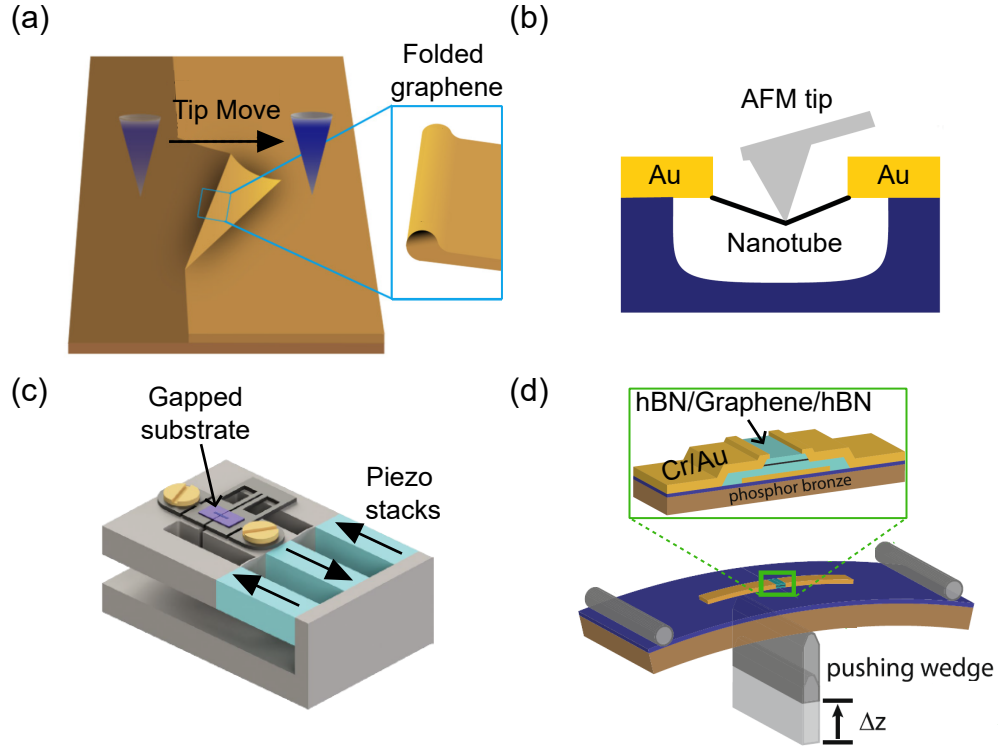 (a)
Folded
graphene
Tip Move
(b)
AFM tip
Au
Au
Nanotube
(c)
Gapped
substrate
Piezo
stacks
(d)
hBN/Graphene/hBN
Cr/Au
phosphor bronze
pushing wedge
Δz